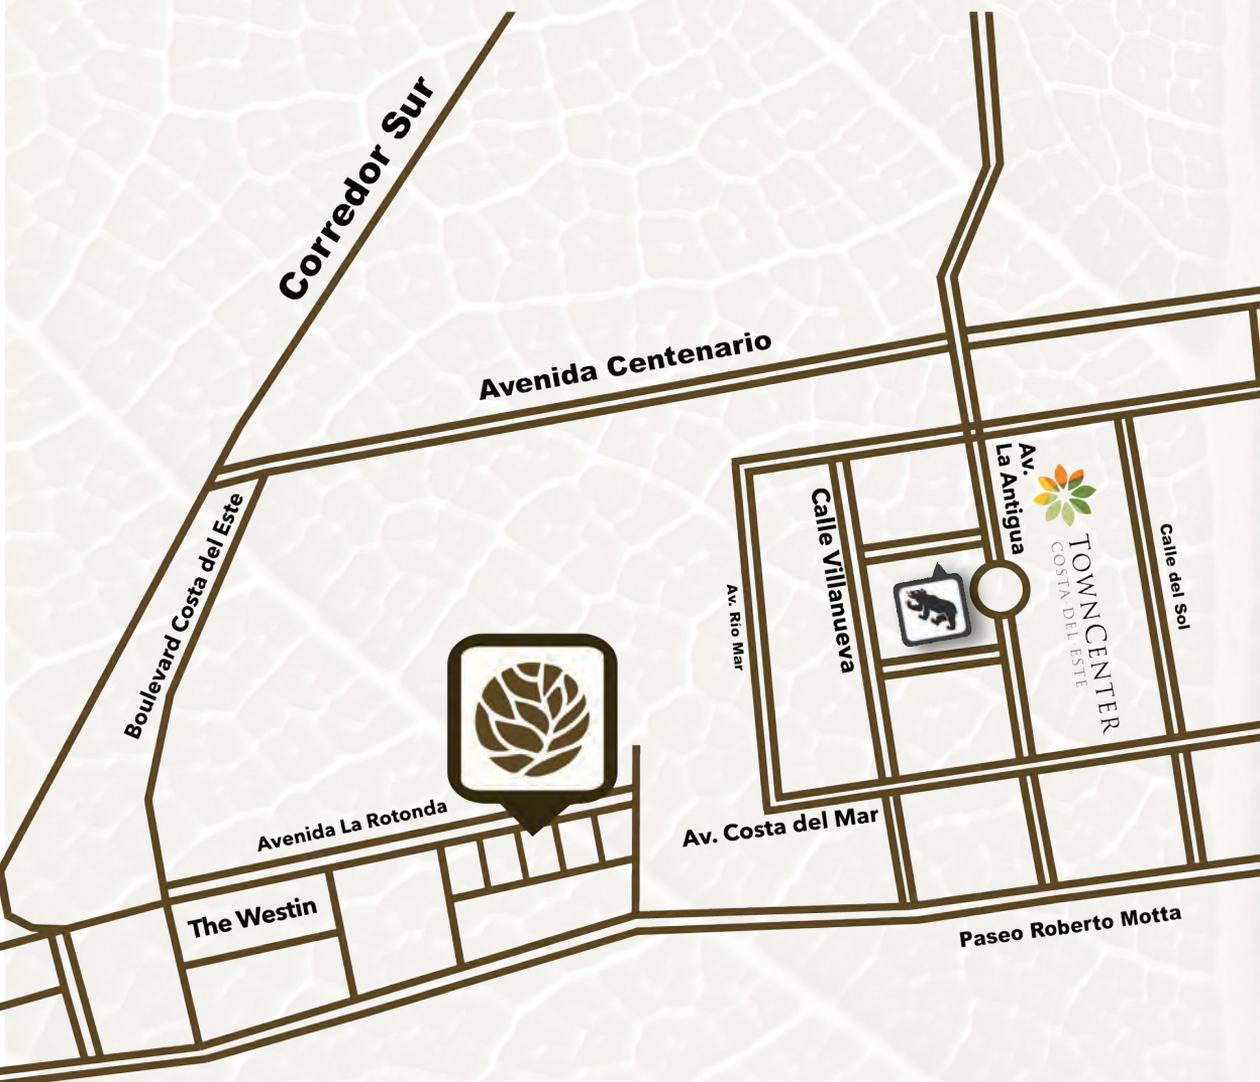 Corredor Sur
Avenida Centenario
Av.
La Antigua
Boulevard Costa del Este
Calle Villanueva
Calle del Sol
TOWNCENTER
COSTA·DEL ESTE
Av. Río Mar
Avenida La Rotonda
Av. Costa del Mar
The Westin
Paseo Roberto Motta